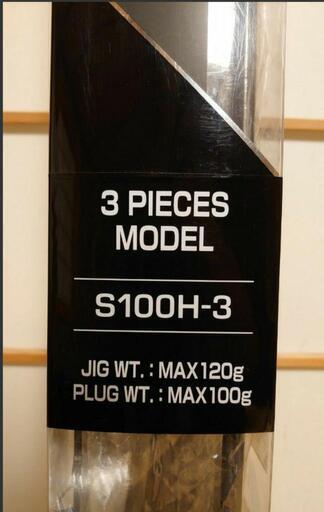 3 PIECES
MODEL
S100H-3
JIG WT. : MAX120g
PLUG WT. : MAX100g